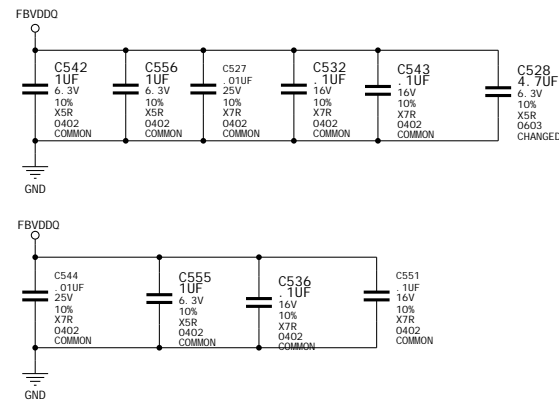 FBVDDQ
C542
1UF
6.3V
10%
X5R
0402
COMMON
C556
1UF
6.3V
10%
X5R
0402
COMMON
C527
.01UF
25V
10%
X7R
0402
COMMON
C532
.1UF
16V
10%
X7R
0402
COMMON
C543
.1UF
16V
10%
X7R
0402
COMMON
C528
4.7UF
6.3V
10%
X5R
0603
CHANGED
GND
FBVDDQ
C544
.01UF
25V
10%
X7R
0402
COMMON
C555
1UF
6.3V
10%
X5R
0402
COMMON
C536
.1UF
16V
10%
X7R
0402
COMMON
C551
.1UF
16V
10%
X7R
0402
COMMON
GND